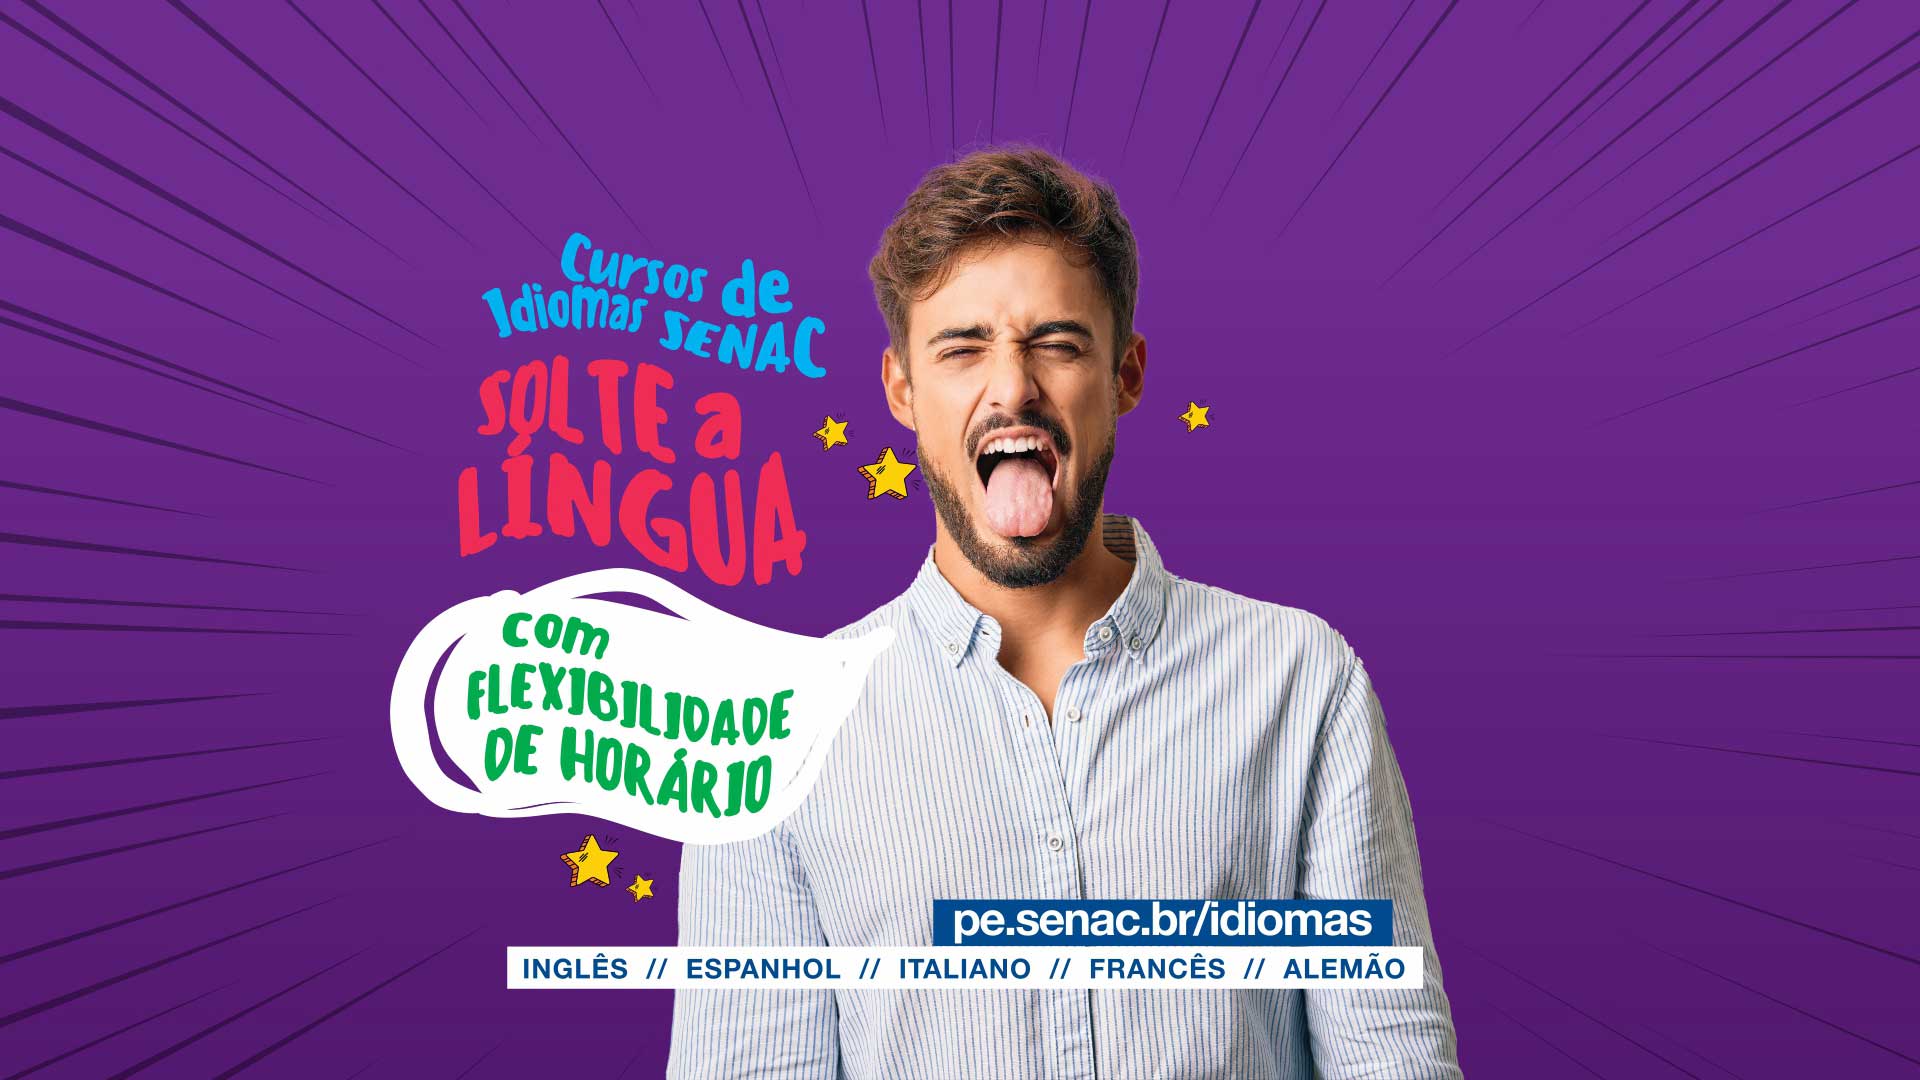 Cursos de
Idiomas SENAC
SOLTE a
LÍNGUA
com
FLEXIBILIDADE
DE HORÁRIO
pe.senac.br/idiomas
INGLÊS // ESPANHOL // ITALIANO // FRANCÊS // ALEMÃO